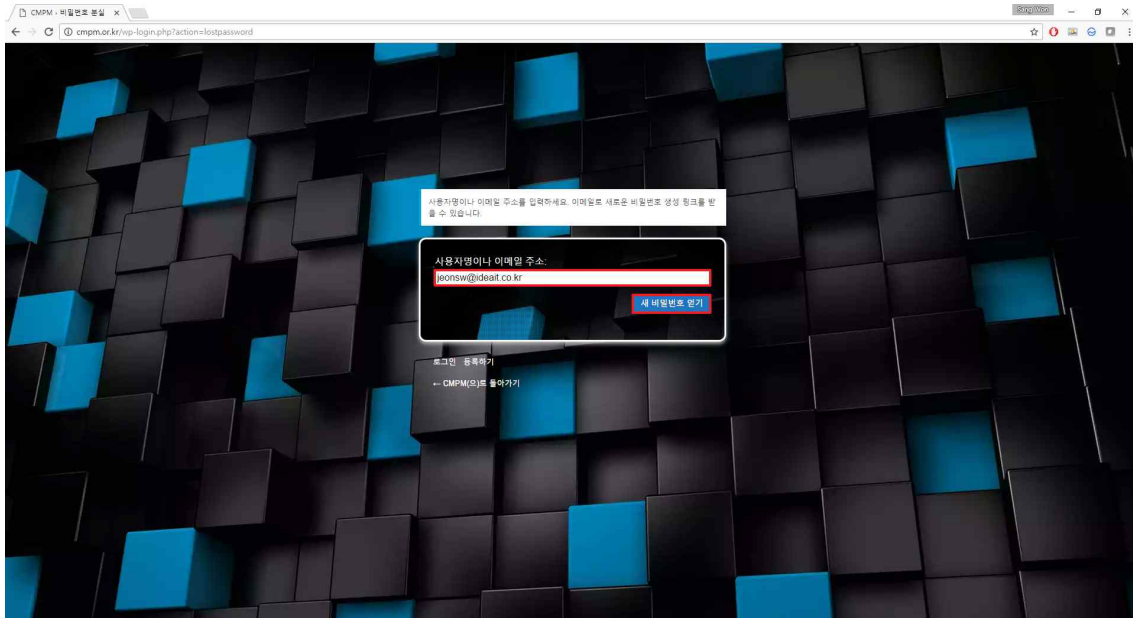 CMPM › 비밀번호 분실
Sang Won
cmpm.or.kr/wp-login.php?action=lostpassword
사용자명이나 이메일 주소를 입력하세요. 이메일로 새로운 비밀번호 생성 링크를 받
을 수 있습니다.
사용자명이나 이메일 주소:
jeonsw@ideait.co.kr
새 비밀번호 얻기
로그인 등록하기
← CMPM(으)로 돌아가기